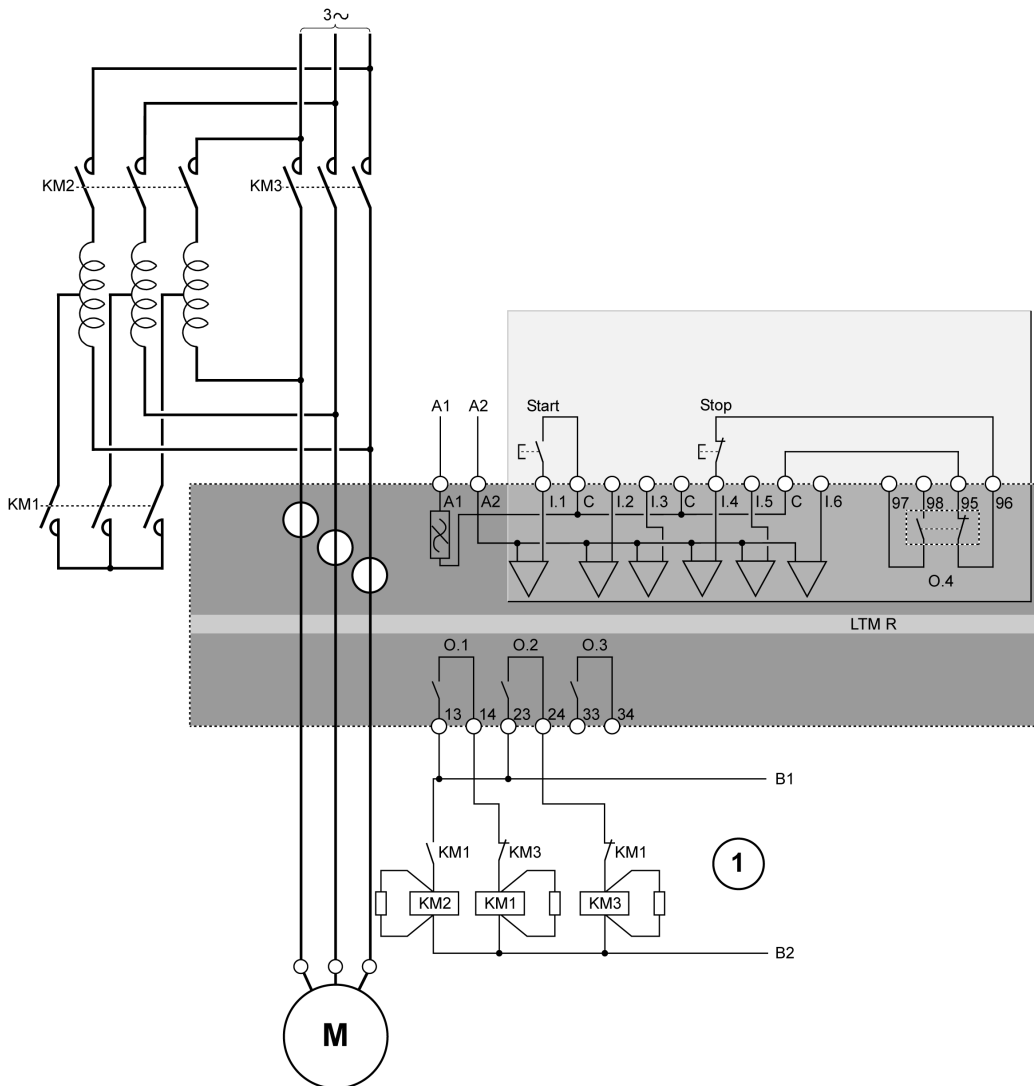 3∼
KM2
KM3
A1 A2 Start Stop
KM1
A1 A2 I.1 C I.2 I.3 C I.4 I.5 C I.6 97 98 95 96
O.4
LTM R
O.1 O.2 O.3
13 14 23 24 33 34
B1
KM1 KM3 KM1
1
KM2 KM1 KM3
B2
M